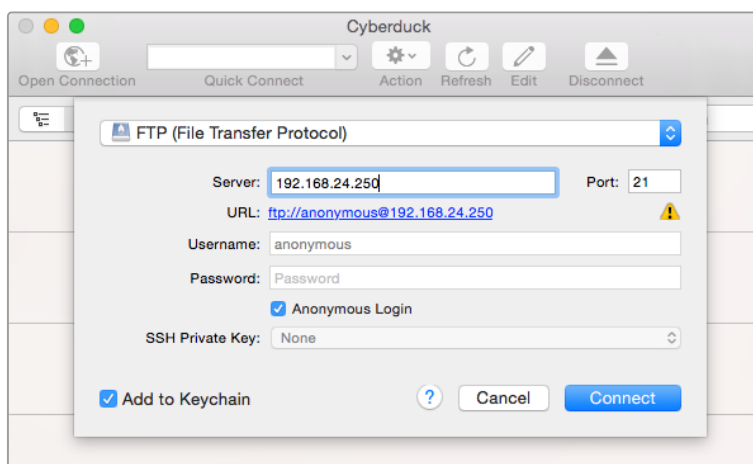 Cyberduck
Open Connection Quick Connect Action Refresh Edit Disconnect
FTP (File Transfer Protocol)
Server: 192.168.24.250 Port: 21
URL: ftp://anonymous@192.168.24.250
Username: anonymous
Password: Password
Anonymous Login
SSH Private Key: None
Add to Keychain ? Cancel Connect